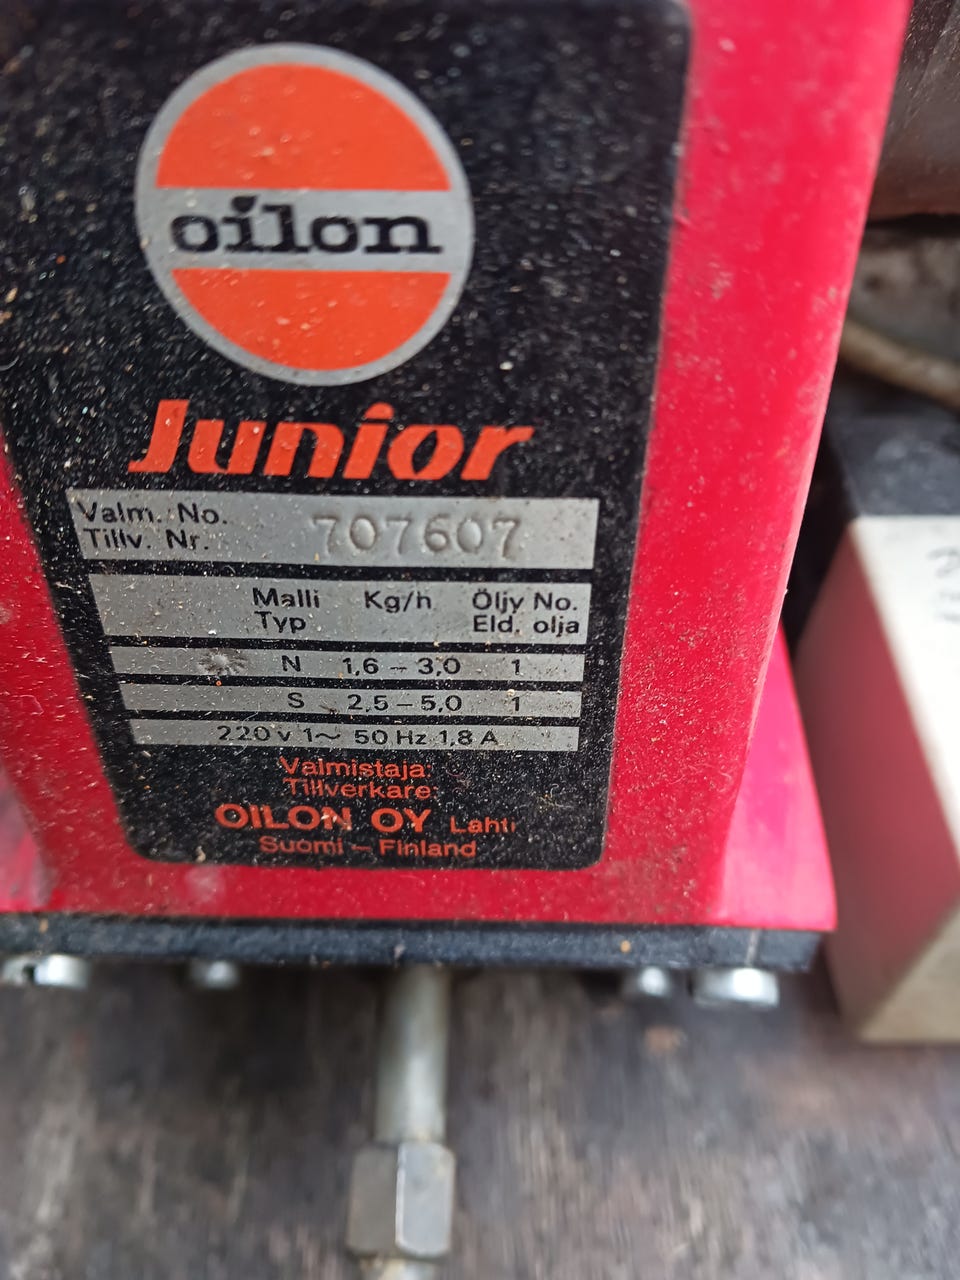 oilon
Junior
Valm. No.
Tillv. Nr. 707607
Malli Kg/h Öljy No.
Typ Eld. olja
N 1,6 – 3,0 1
S 2,5 – 5,0 1
220 v 1~ 50 Hz 1,8 A
Valmistaja:
Tillverkare:
OILON OY Lahti
Suomi – Finland